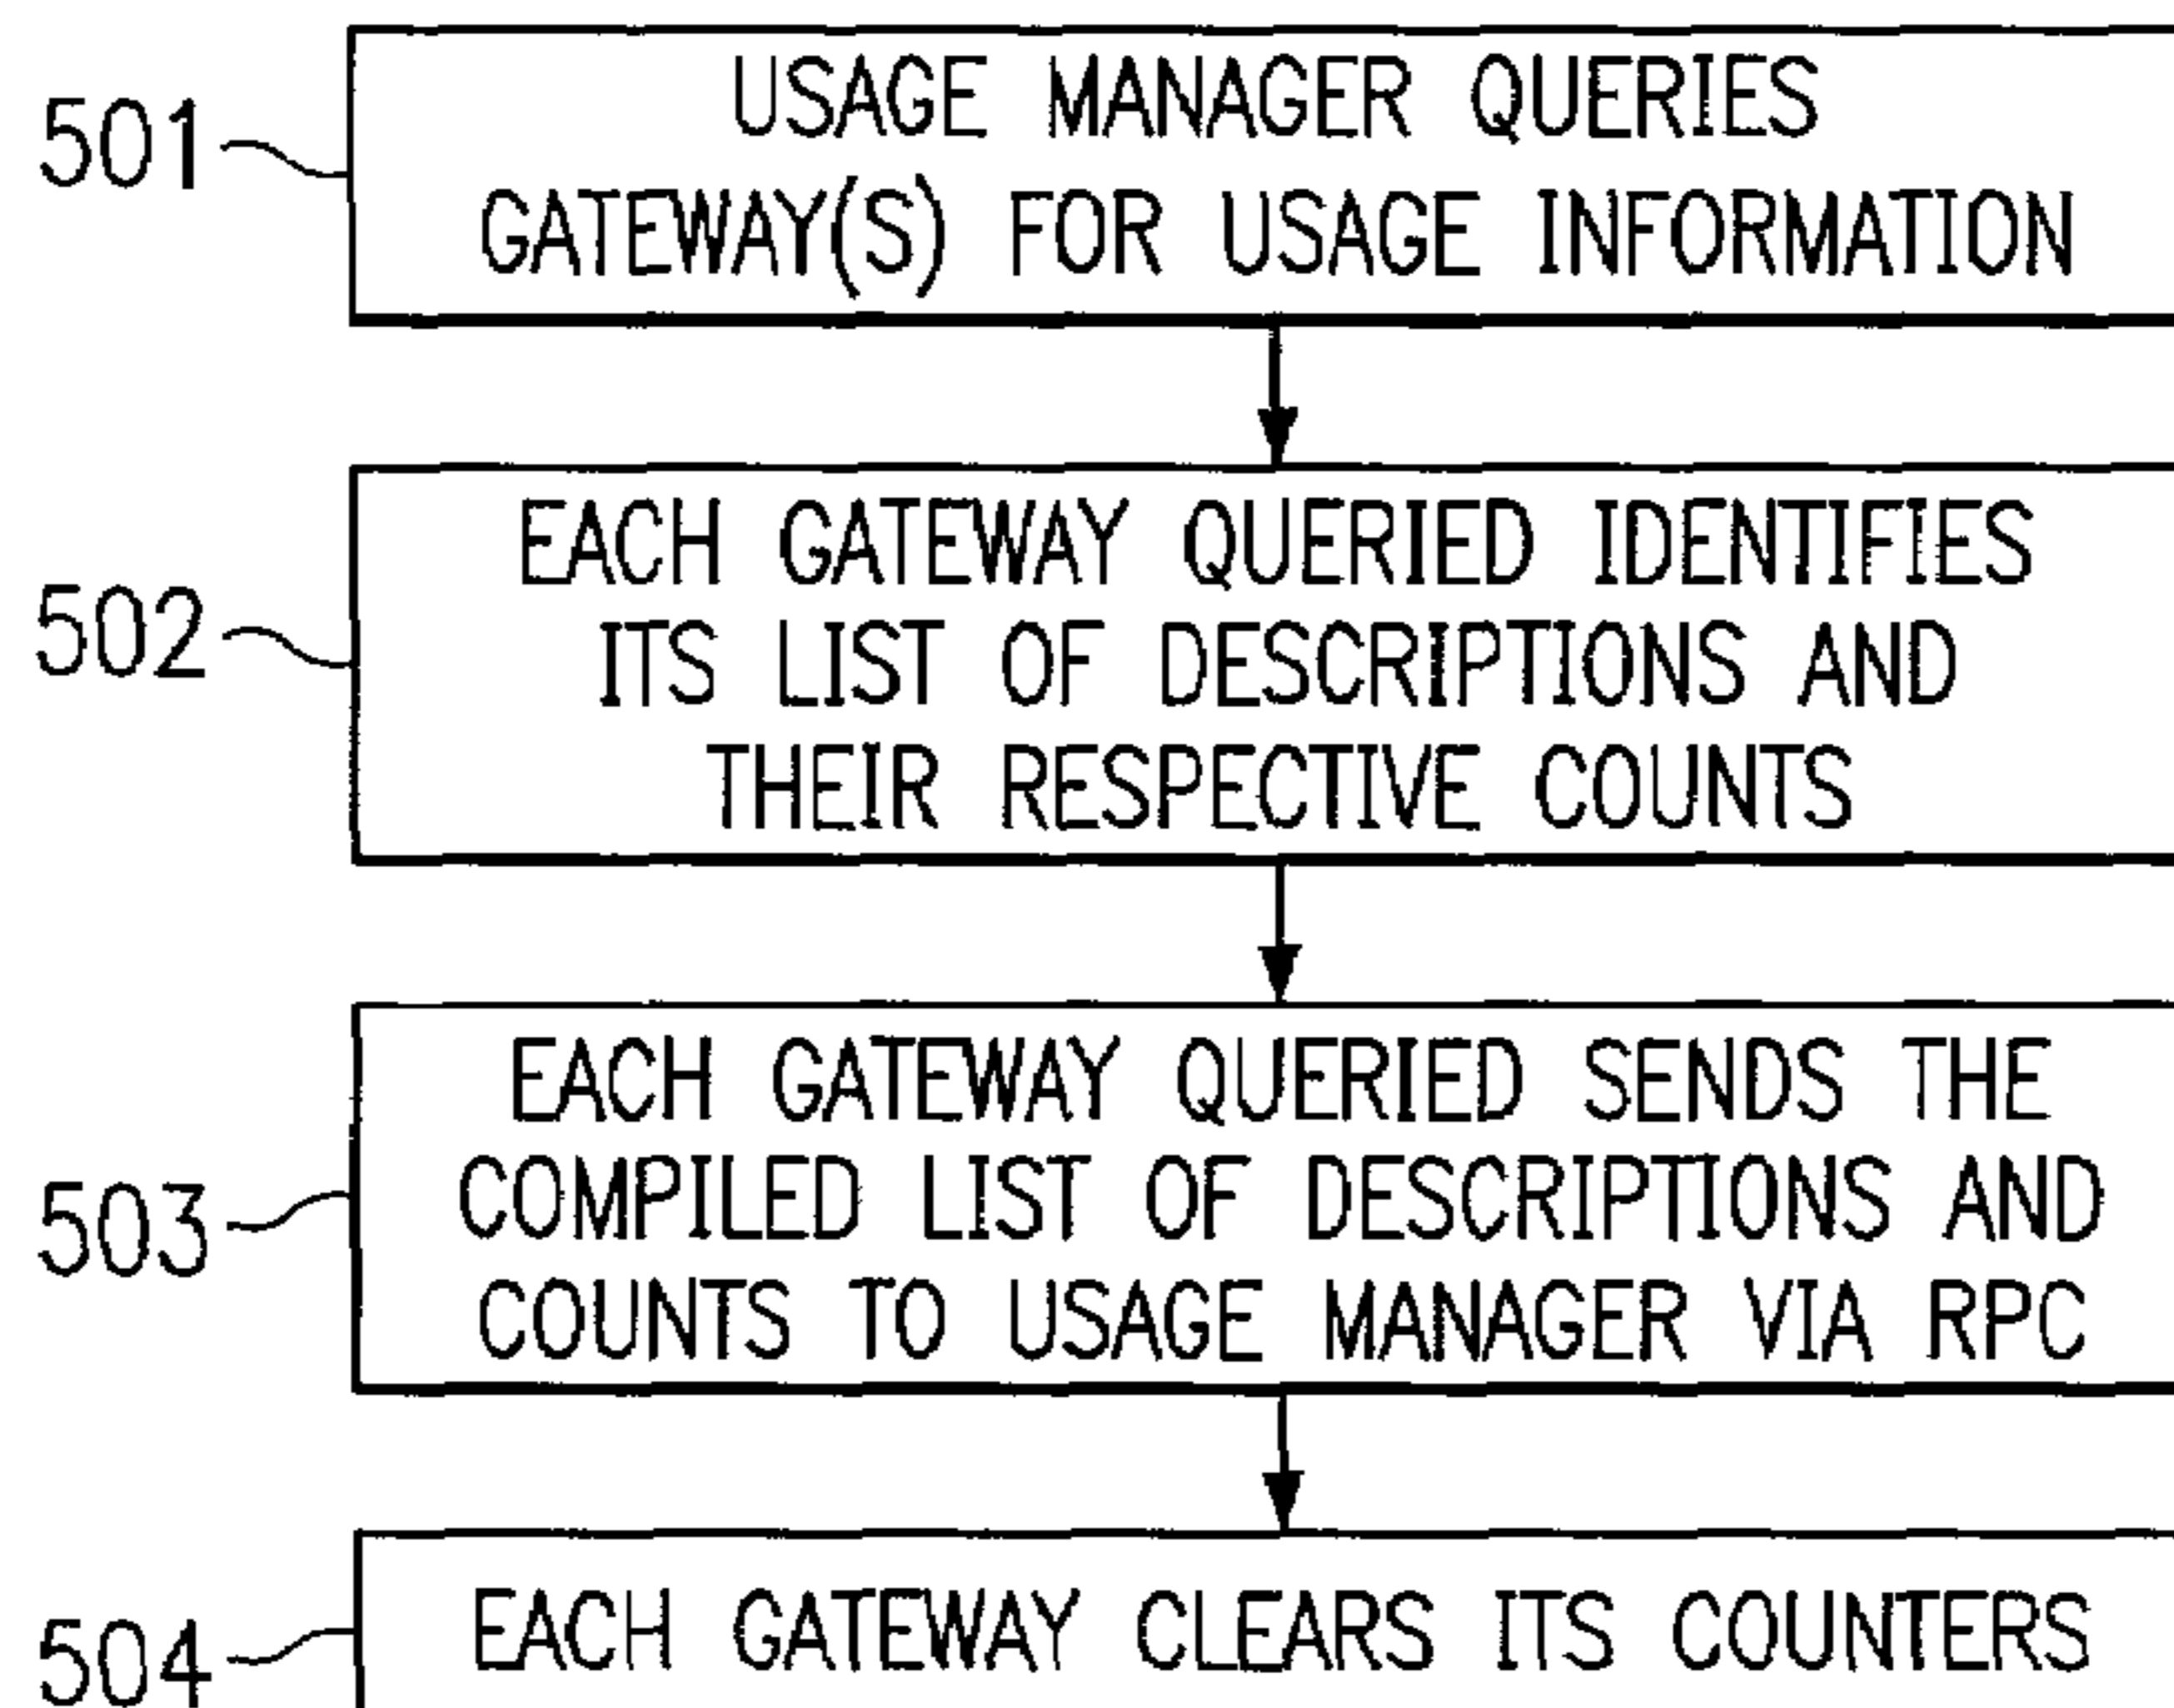 501
USAGE MANAGER QUERIES
GATEWAY(S) FOR USAGE INFORMATION
502
EACH GATEWAY QUERIED IDENTIFIES
ITS LIST OF DESCRIPTIONS AND
THEIR RESPECTIVE COUNTS
503
EACH GATEWAY QUERIED SENDS THE
COMPILED LIST OF DESCRIPTIONS AND
COUNTS TO USAGE MANAGER VIA RPC
504
EACH GATEWAY CLEARS ITS COUNTERS